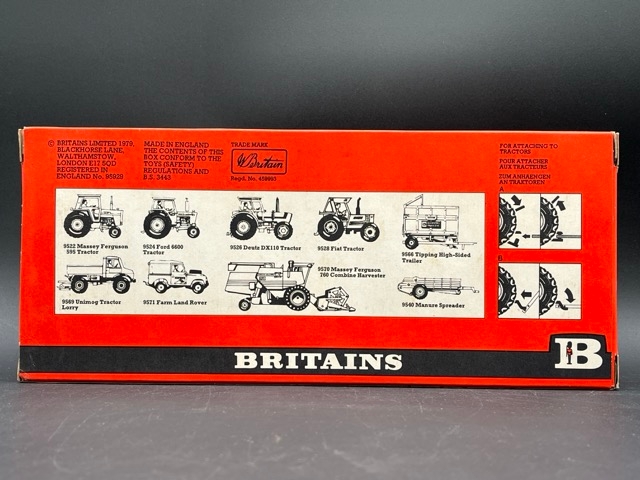 © BRITAINS LIMITED 1979.
BLACKHORSE LANE,
WALTHAMSTOW,
LONDON E17 5QD
REGISTERED IN
ENGLAND No. 95928
MADE IN ENGLAND
THE CONTENTS OF THIS
BOX CONFORM TO THE
TOYS (SAFETY)
REGULATIONS AND
B.S. 3443
TRADE MARK
W Britain
Regd. No. 459993
FOR ATTACHING TO
TRACTORS
POUR ATTACHER
AUX TRACTEURS
ZUM ANHAENGEN
AN TRAKTOREN
A
B
9522 Massey Ferguson
595 Tractor
9524 Ford 6600
Tractor
9526 Deutz DX110 Tractor
9528 Fiat Tractor
9566 Tipping High-Sided
Trailer
9569 Unimog Tractor
Lorry
9571 Farm Land Rover
9570 Massey Ferguson
760 Combine Harvester
9540 Manure Spreader
BRITAINS
B